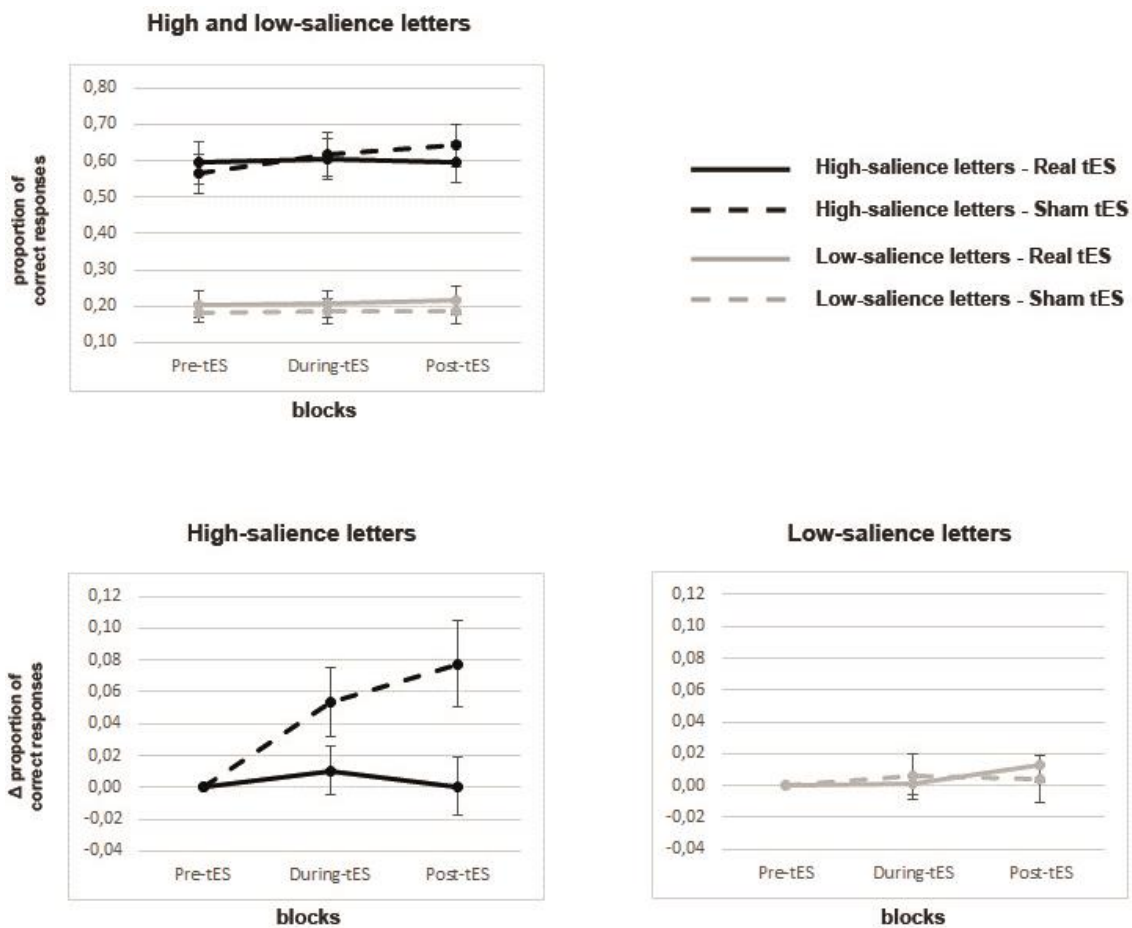 High and low-salience letters
proportion of
correct responses
0,80
0,70
0,60
0,50
0,40
0,30
0,20
0,10
Pre-tES During-tES Post-tES
blocks
High-salience letters - Real tES
High-salience letters - Sham tES
Low-salience letters - Real tES
Low-salience letters - Sham tES
High-salience letters
Δ proportion of
correct responses
0,12
0,10
0,08
0,06
0,04
0,02
0,00
-0,02
-0,04
Pre-tES During-tES Post-tES
blocks
Low-salience letters
0,12
0,10
0,08
0,06
0,04
0,02
0,00
-0,02
-0,04
Pre-tES During-tES Post-tES
blocks